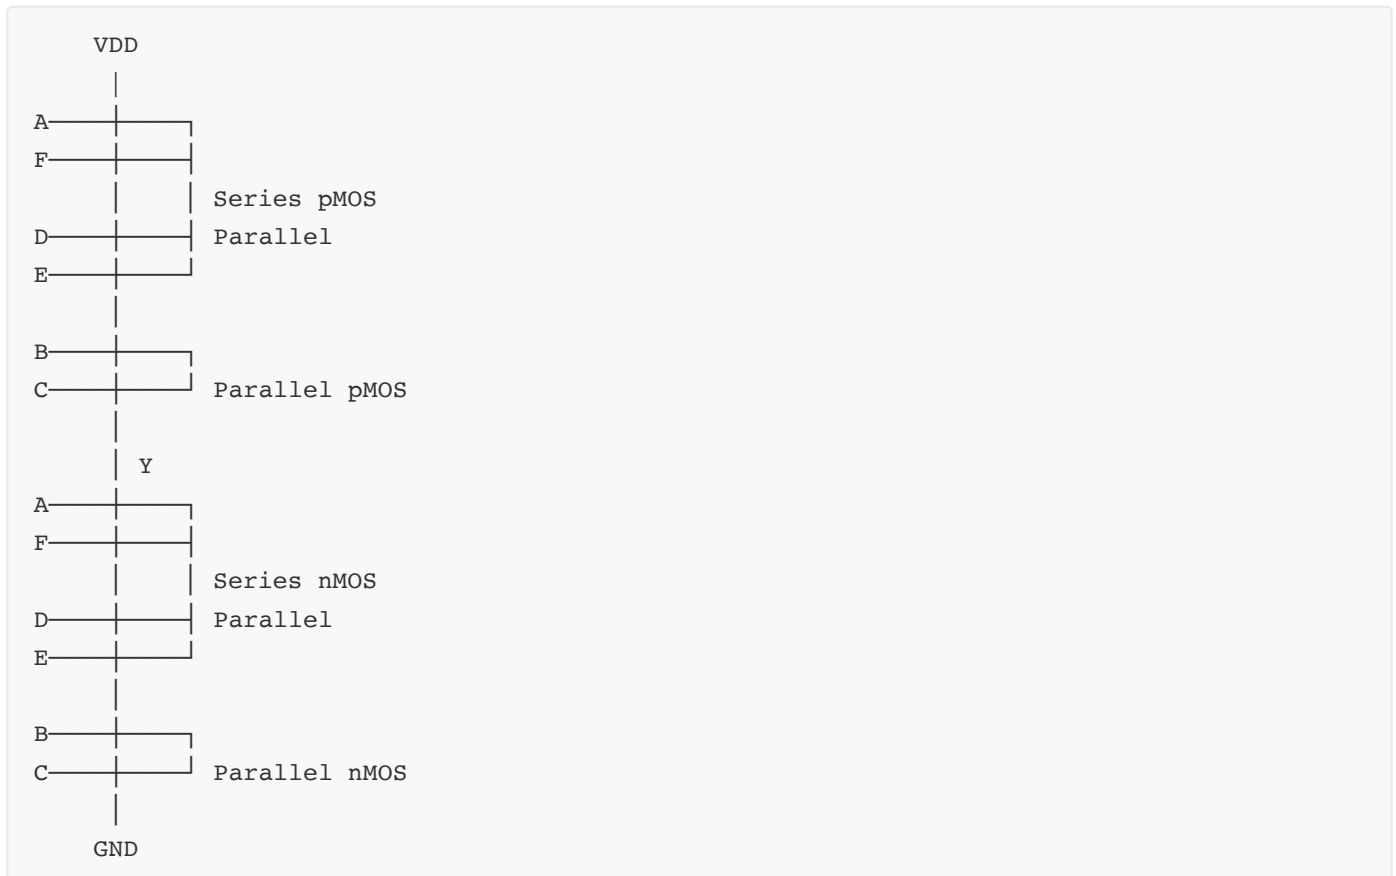 VDD
A
F
Series pMOS
D Parallel
E
B
C Parallel pMOS
Y
A
F
Series nMOS
D Parallel
E
B
C Parallel nMOS
GND